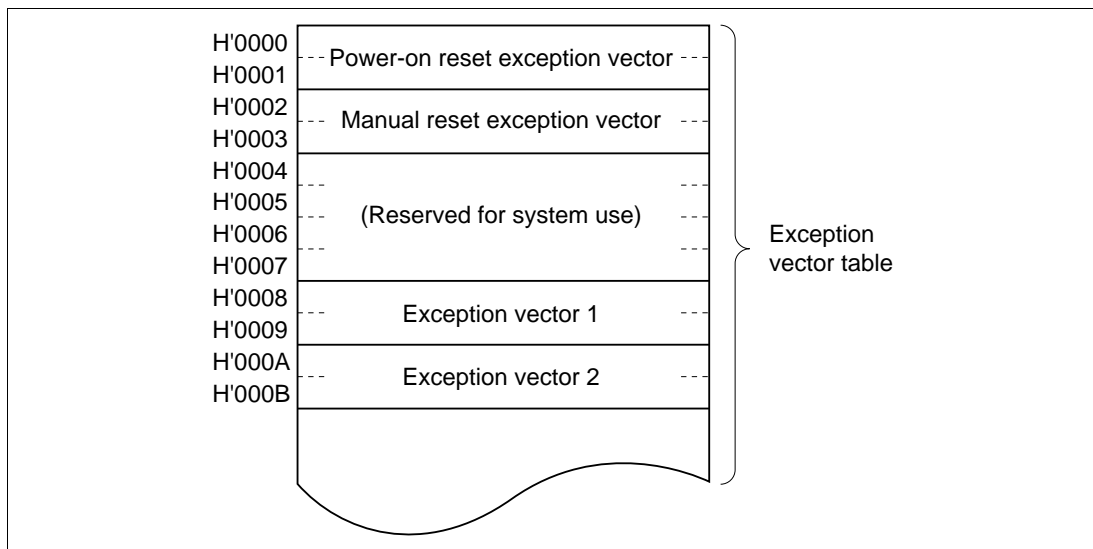 H'0000
Power-on reset exception vector
H'0001
H'0002
Manual reset exception vector
H'0003
H'0004
H'0005
(Reserved for system use)
H'0006
H'0007
H'0008
Exception vector 1
H'0009
H'000A
Exception vector 2
H'000B
Exception
vector table